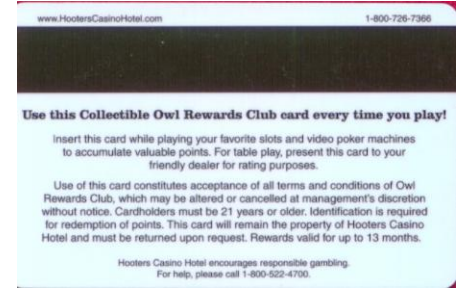 www.HootersCasinoHotel.com 1-800-726-7366
Use this Collectible Owl Rewards Club card every time you play!
Insert this card while playing your favorite slots and video poker machines
to accumulate valuable points. For table play, present this card to your
friendly dealer for rating purposes.
Use of this card constitutes acceptance of all terms and conditions of Owl
Rewards Club, which may be altered or cancelled at management's discretion
without notice. Cardholders must be 21 years or older. Identification is required
for redemption of points. This card will remain the property of Hooters Casino
Hotel and must be returned upon request. Rewards valid for up to 13 months.
Hooters Casino Hotel encourages responsible gambling.
For help, please call 1-800-522-4700.